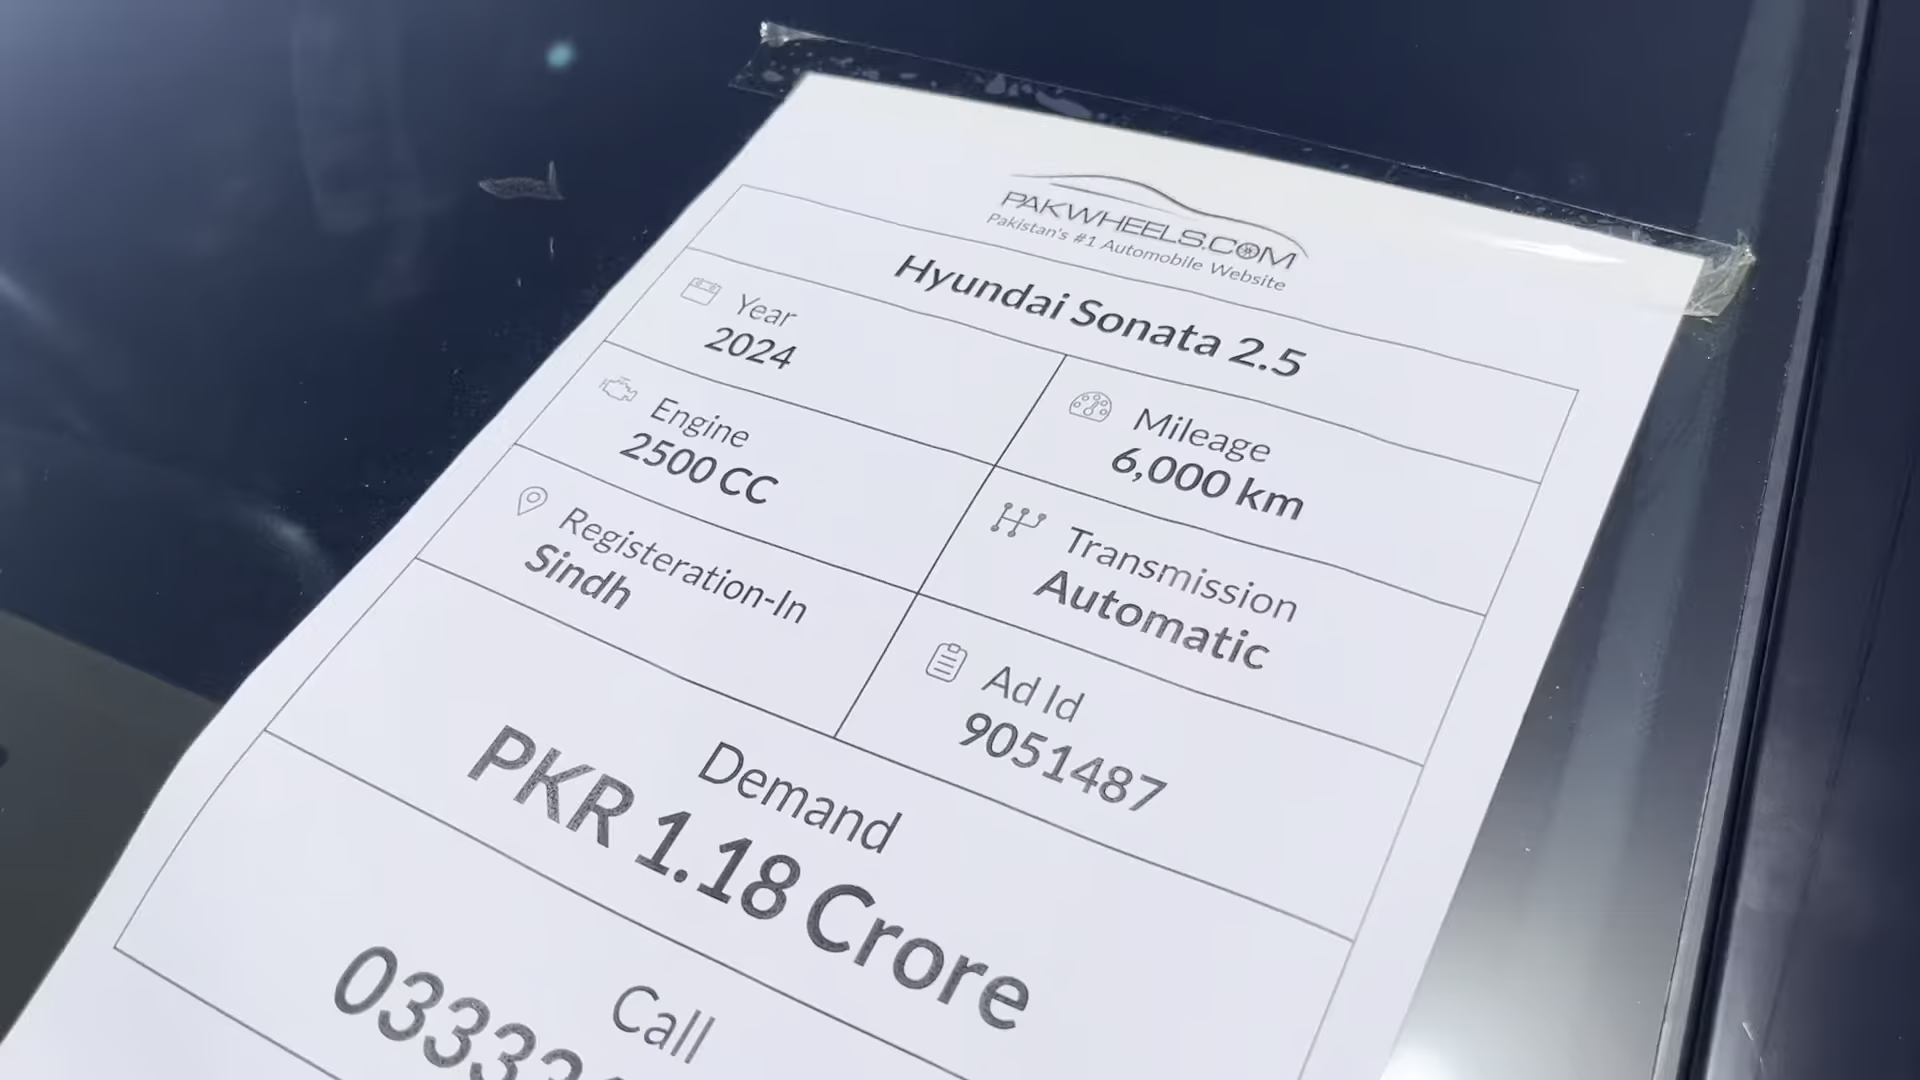 PAKWHEELS.COM
Pakistan's #1 Automobile Website
Hyundai Sonata 2.5
Year
2024
Mileage
6,000 km
Engine
2500 CC
Transmission
Automatic
Registeration-In
Sindh
Ad Id
9051487
Demand
PKR 1.18 Crore
Call